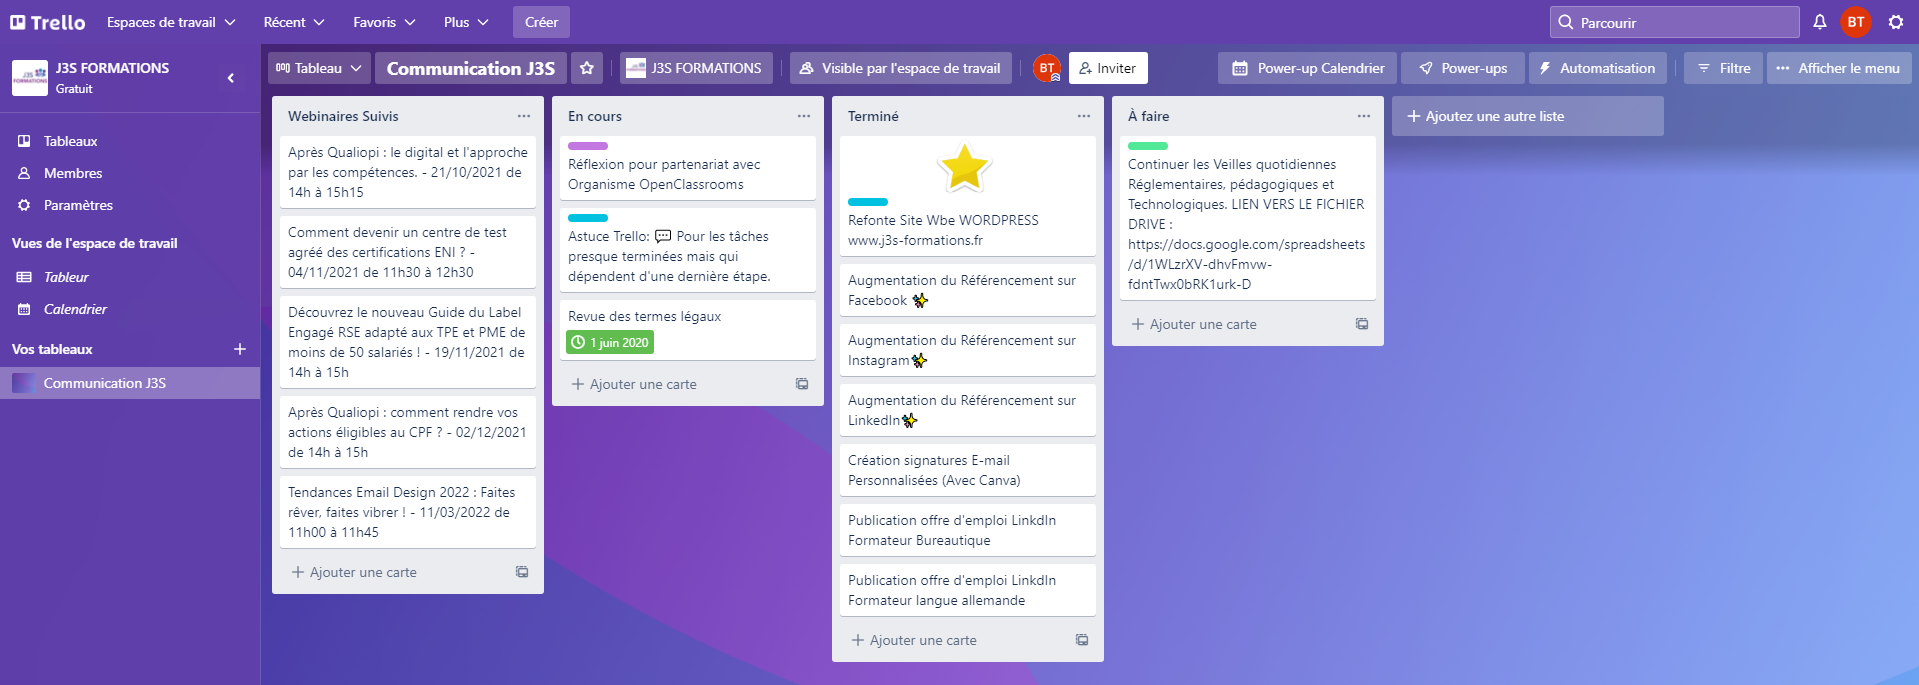 Trello
Espaces de travail
Récent
Favoris
Plus
Créer
Parcourir
BT
J3S FORMATIONS
Gratuit
Tableau
Communication J3S
J3S FORMATIONS
Visible par l'espace de travail
BT
Inviter
Power-up Calendrier
Power-ups
Automatisation
Filtre
Afficher le menu
Tableaux
Membres
Paramètres
Vues de l'espace de travail
Tableur
Calendrier
Vos tableaux
Communication J3S
Webinaires Suivis
Après Qualiopi : le digital et l'approche
par les compétences. - 21/10/2021 de
14h à 15h15
Comment devenir un centre de test
agréé des certifications ENI ? -
04/11/2021 de 11h30 à 12h30
Découvrez le nouveau Guide du Label
Engagé RSE adapté aux TPE et PME de
moins de 50 salariés ! - 19/11/2021 de
14h à 15h
Après Qualiopi : comment rendre vos
actions éligibles au CPF ? - 02/12/2021
de 14h à 15h
Tendances Email Design 2022 : Faites
rêver, faites vibrer ! - 11/03/2022 de
11h00 à 11h45
Ajouter une carte
En cours
Réflexion pour partenariat avec
Organisme OpenClassrooms
Astuce Trello: 💬 Pour les tâches
presque terminées mais qui
dépendent d'une dernière étape.
Revue des termes légaux
1 juin 2020
Ajouter une carte
Terminé
Refonte Site Wbe WORDPRESS
www.j3s-formations.fr
Augmentation du Référencement sur
Facebook ✨
Augmentation du Référencement sur
Instagram✨
Augmentation du Référencement sur
LinkedIn✨
Création signatures E-mail
Personnalisées (Avec Canva)
Publication offre d'emploi LinkdIn
Formateur Bureautique
Publication offre d'emploi LinkdIn
Formateur langue allemande
Ajouter une carte
À faire
Continuer les Veilles quotidiennes
Réglementaires, pédagogiques et
Technologiques. LIEN VERS LE FICHIER
DRIVE :
https://docs.google.com/spreadsheets
/d/1WLzrXV-dhvFmvw-
fdntTwx0bRK1urk-D
Ajouter une carte
Ajoutez une autre liste